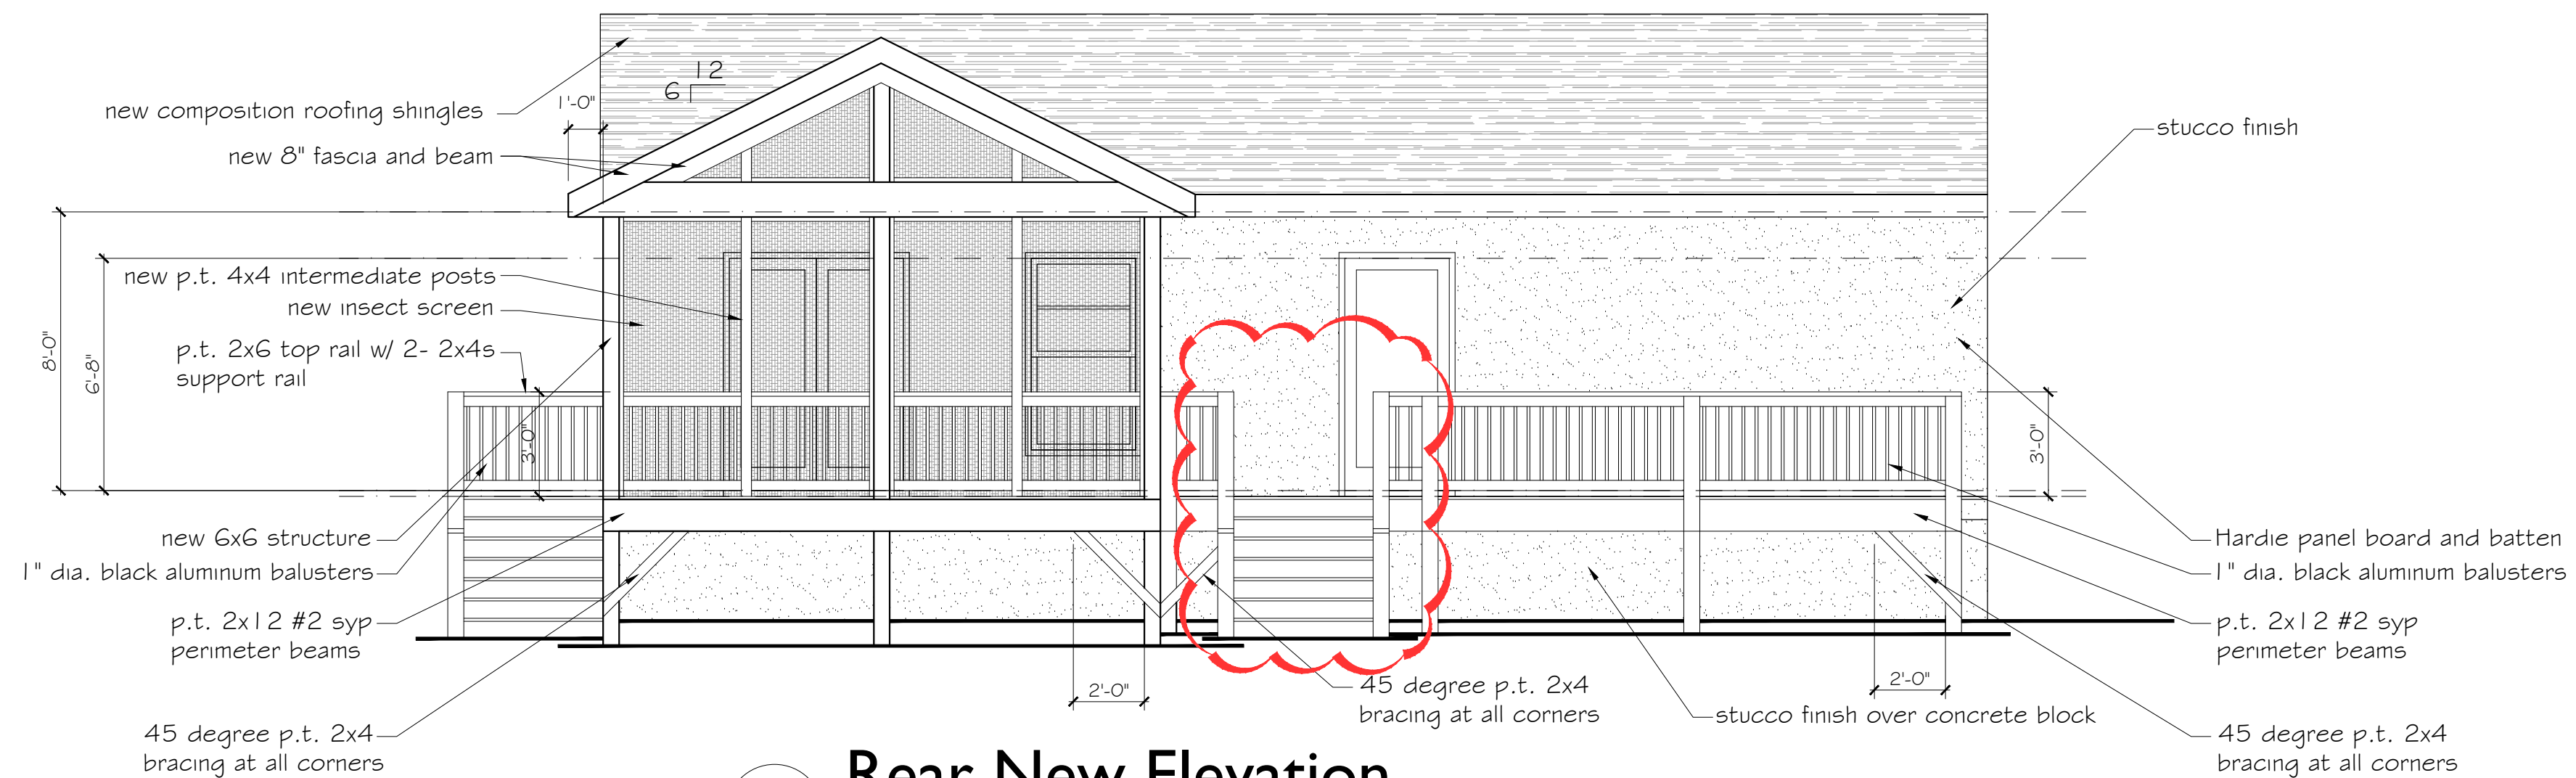 new composition roofing shingles
new 8" fascia and beam
1'-0"
12
6
stucco finish
8'-0"
6'-8"
new p.t. 4x4 intermediate posts
new insect screen
p.t. 2x6 top rail w/ 2- 2x4s
support rail
3'-0"
3'-0"
new 6x6 structure
1" dia. black aluminum balusters
p.t. 2x12 #2 syp
perimeter beams
45 degree p.t. 2x4
bracing at all corners
2'-0"
45 degree p.t. 2x4
bracing at all corners
stucco finish over concrete block
2'-0"
Hardie panel board and batten
1" dia. black aluminum balusters
p.t. 2x12 #2 syp
perimeter beams
45 degree p.t. 2x4
bracing at all corners
Rear New Elevation